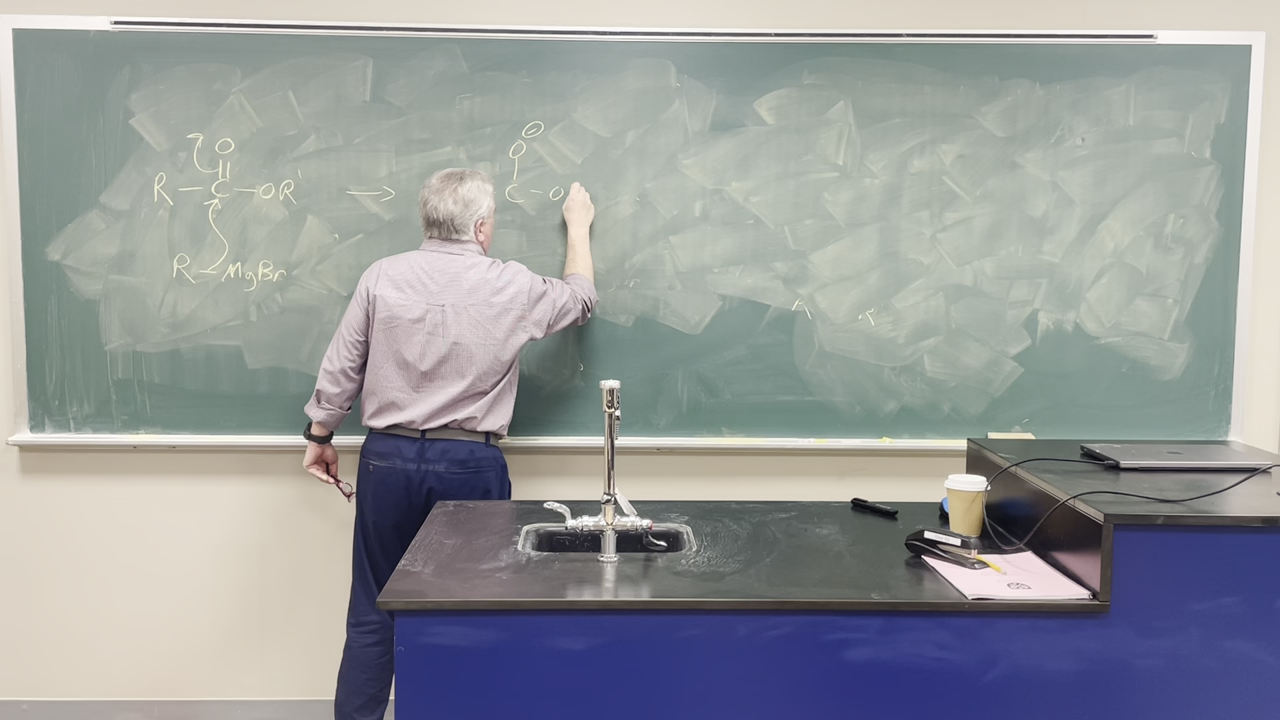 O ⊖
O
R — C — OR' → C — O
R — MgBr